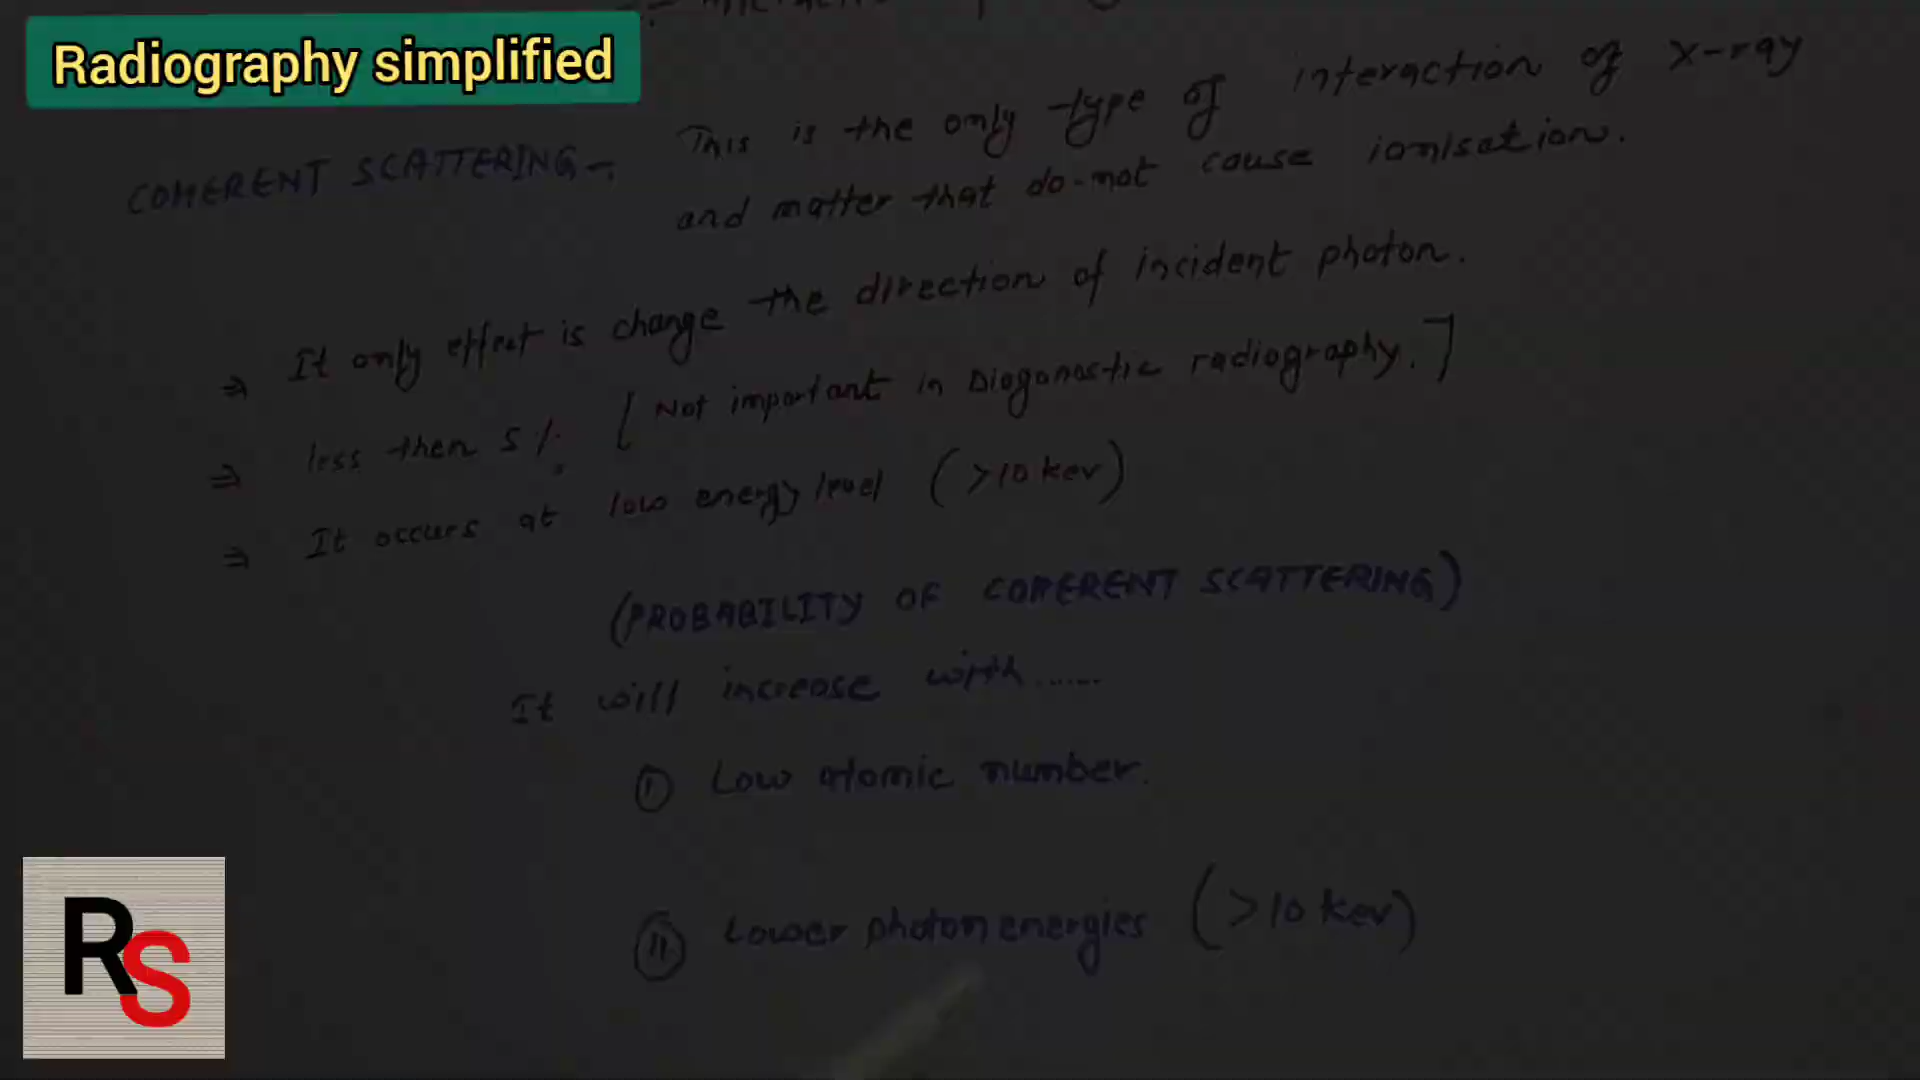 Radiography simplified
COHERENT SCATTERING -. This is the only type of interaction of x-ray
and matter that do-not cause ionisation.
⇒ It only effect is change the direction of incident photon.
⇒ less then 5% [Not important in Dioganostic radiography.]
⇒ It occurs at low energy level (>10 kev)
(PROBABILITY OF COHERENT SCATTERING)
It will increase with......
I Low atomic number.
II Lower photon energies (>10 kev)
RS